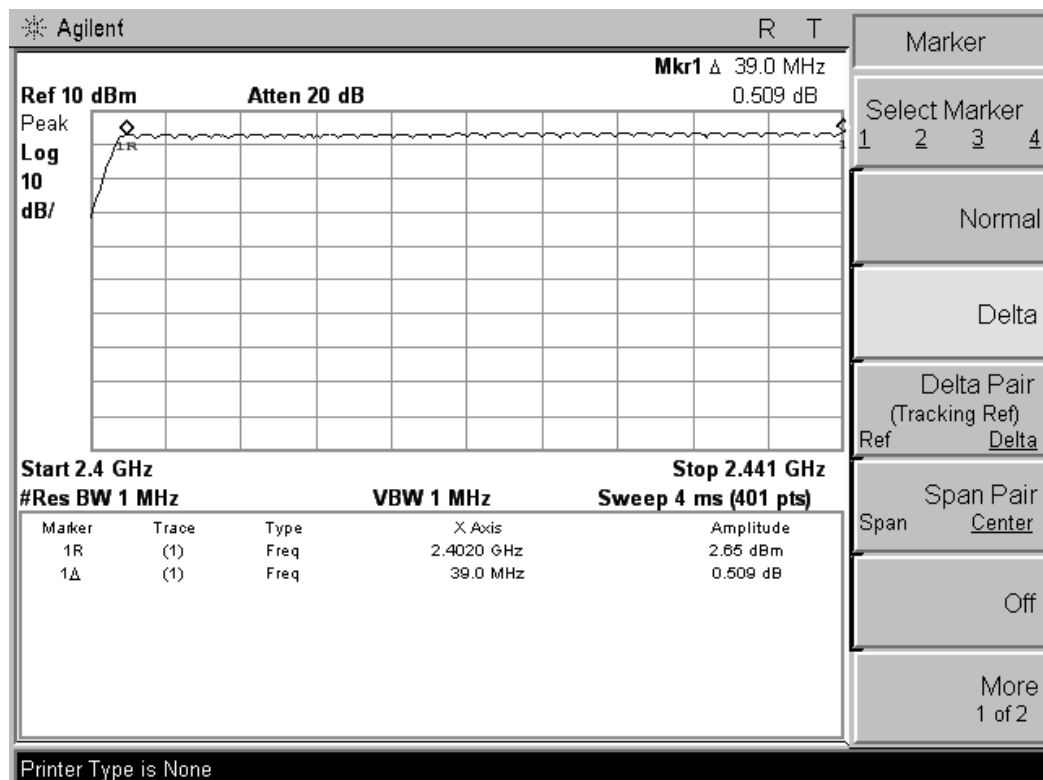 Agilent R T
Mkr1 Δ 39.0 MHz
Ref 10 dBm Atten 20 dB 0.509 dB
Peak
Log
10
dB/
1R
1
Start 2.4 GHz Stop 2.441 GHz
#Res BW 1 MHz VBW 1 MHz Sweep 4 ms (401 pts)
Marker Trace Type X Axis Amplitude
1R (1) Freq 2.4020 GHz 2.65 dBm
1Δ (1) Freq 39.0 MHz 0.509 dB
Marker
Select Marker
1 2 3 4
Normal
Delta
Delta Pair
(Tracking Ref)
Ref Delta
Span Pair
Span Center
Off
More
1 of 2
Printer Type is None